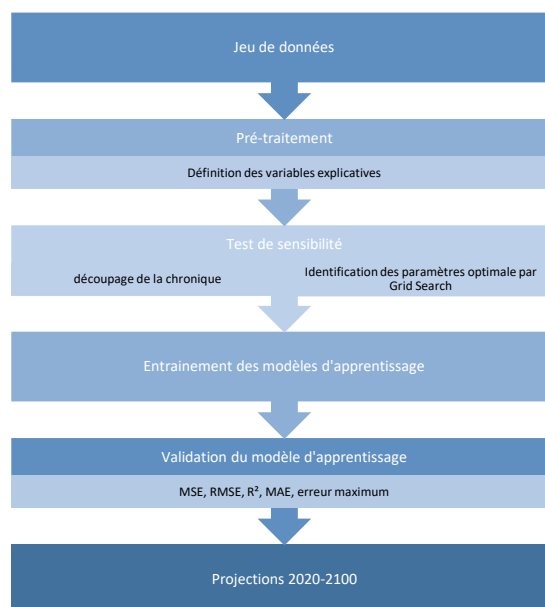 Jeu de données
Pré-traitement
Définition des variables explicatives
Test de sensibilité
découpage de la chronique
Identification des paramètres optimale par
Grid Search
Entrainement des modèles d'apprentissage
Validation du modèle d'apprentissage
MSE, RMSE, R², MAE, erreur maximum
Projections 2020-2100